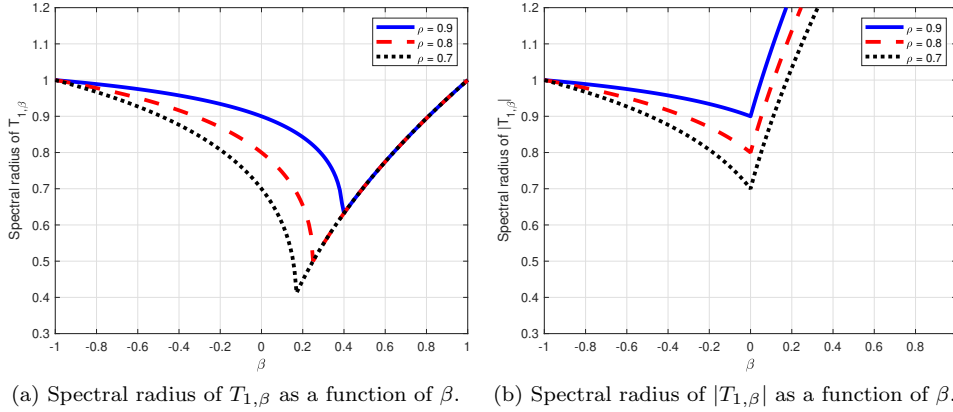 1.2
1.1
1
0.9
0.8
0.7
0.6
0.5
0.4
0.3
Spectral radius of T₁,β
ρ = 0.9
ρ = 0.8
ρ = 0.7
-1 -0.8 -0.6 -0.4 -0.2 0 0.2 0.4 0.6 0.8 1
β
(a) Spectral radius of T₁,β as a function of β.
1.2
1.1
1
0.9
0.8
0.7
0.6
0.5
0.4
0.3
Spectral radius of |T₁,β|
ρ = 0.9
ρ = 0.8
ρ = 0.7
-1 -0.8 -0.6 -0.4 -0.2 0 0.2 0.4 0.6 0.8 1
β
(b) Spectral radius of |T₁,β| as a function of β.